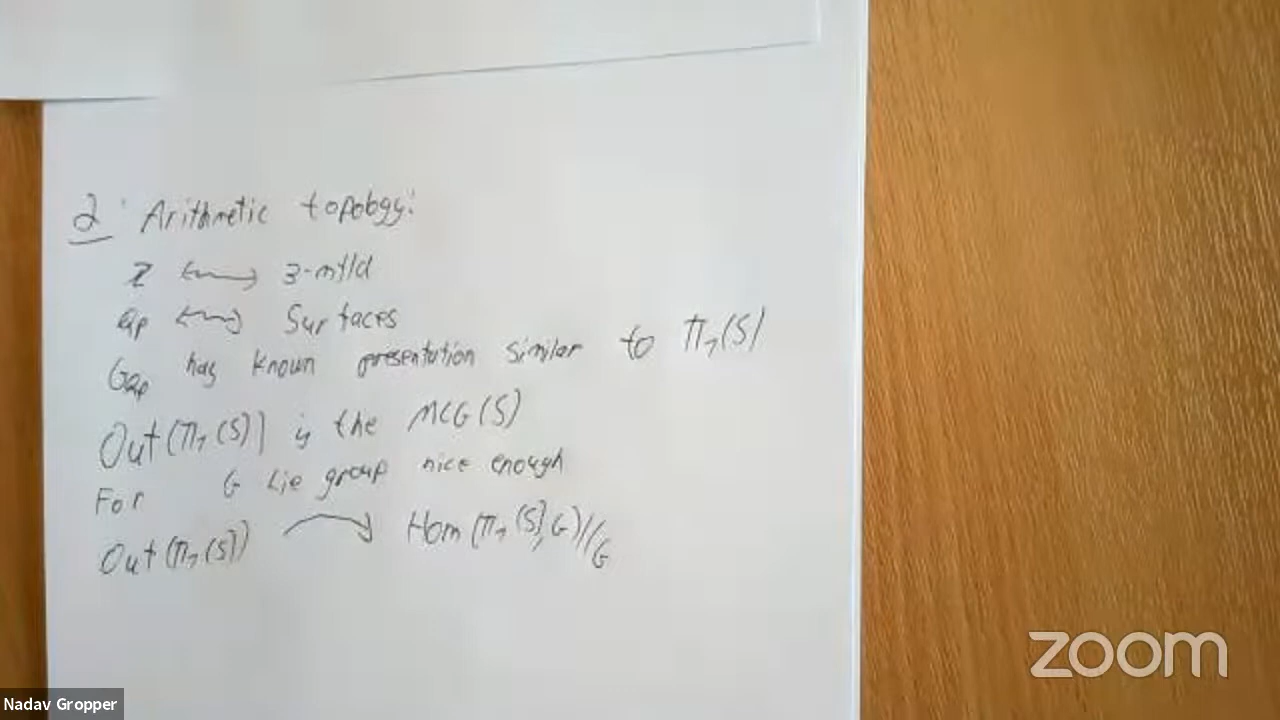 2: Arithmetic topology:
Z ⟷ 3-mfld
Qp ⟷ Surfaces
G_Qp has known presentation similar to π₁(S)
Out(π₁(S)) is the MCG(S)
For G Lie group nice enough
Out(π₁(S)) ↷ Hom(π₁(S),G)//G
zoom
Nadav Gropper